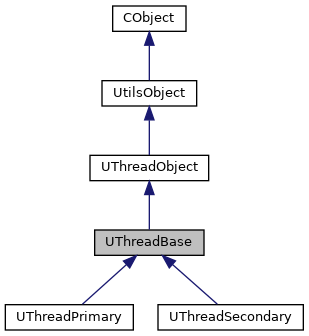 CObject
UtilsObject
UThreadObject
UThreadBase
UThreadPrimary
UThreadSecondary